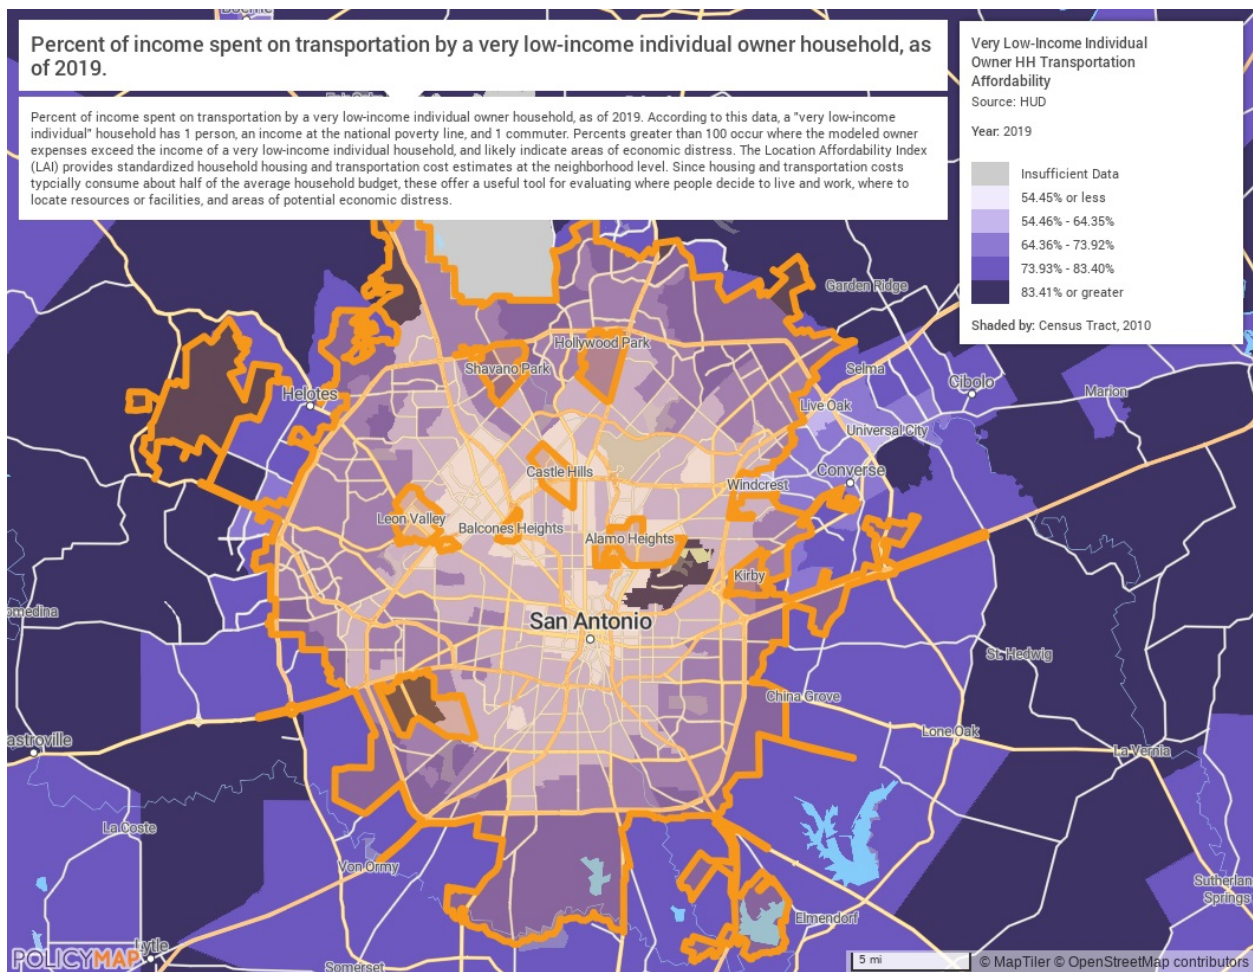 Boerne
Percent of income spent on transportation by a very low-income individual owner household, as
of 2019.
Percent of income spent on transportation by a very low-income individual owner household, as of 2019. According to this data, a "very low-income
individual" household has 1 person, an income at the national poverty line, and 1 commuter. Percents greater than 100 occur where the modeled owner
expenses exceed the income of a very low-income individual household, and likely indicate areas of economic distress. The Location Affordability Index
(LAI) provides standardized household housing and transportation cost estimates at the neighborhood level. Since housing and transportation costs
typcially consume about half of the average household budget, these offer a useful tool for evaluating where people decide to live and work, where to
locate resources or facilities, and areas of potential economic distress.
Very Low-Income Individual
Owner HH Transportation
Affordability
Source: HUD
Year: 2019
Insufficient Data
54.45% or less
54.46% - 64.35%
64.36% - 73.92%
73.93% - 83.40%
83.41% or greater
Shaded by: Census Tract, 2010
Garden Ridge
Hollywood Park
Shavano Park
Selma
Cibolo
Marion
Helotes
Live Oak
Universal City
Castle Hills
Converse
Windcrest
Leon Valley
Balcones Heights
Alamo Heights
Kirby
omedina
San Antonio
St. Hedwig
China Grove
Lone Oak
astroville
La Vernia
La Coste
Von Ormy
Sutherlan
Springs
Elmendorf
Lytle
Somerset
POLICYMAP
5 mi
© MapTiler © OpenStreetMap contributors